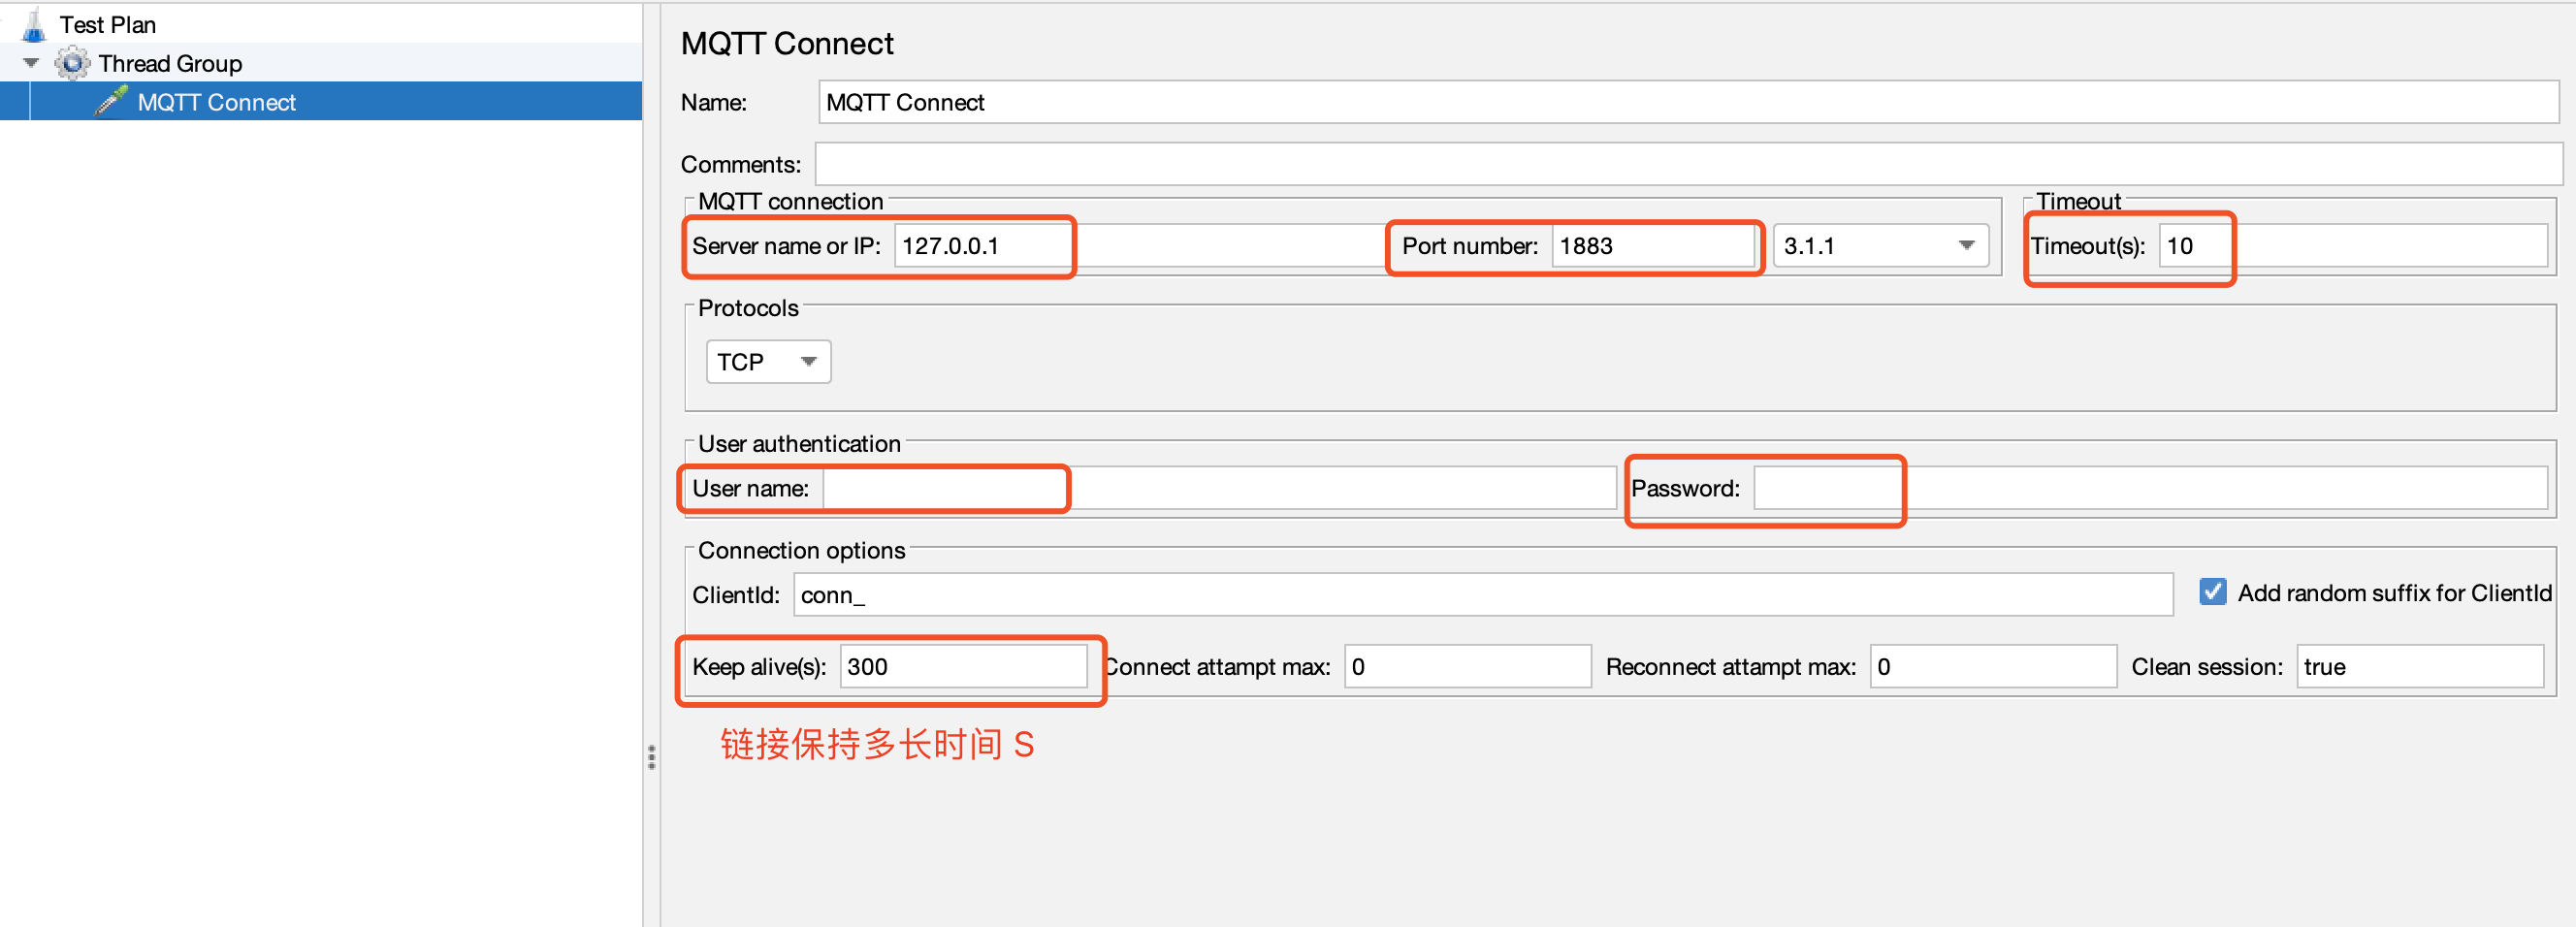 Test Plan
Thread Group
MQTT Connect
MQTT Connect
Name: MQTT Connect
Comments:
MQTT connection
Timeout
Server name or IP: 127.0.0.1 Port number: 1883 3.1.1 Timeout(s): 10
Protocols
TCP
User authentication
User name: Password:
Connection options
ClientId: conn_ Add random suffix for ClientId
Keep alive(s): 300 Connect attampt max: 0 Reconnect attampt max: 0 Clean session: true
链接保持多长时间 S